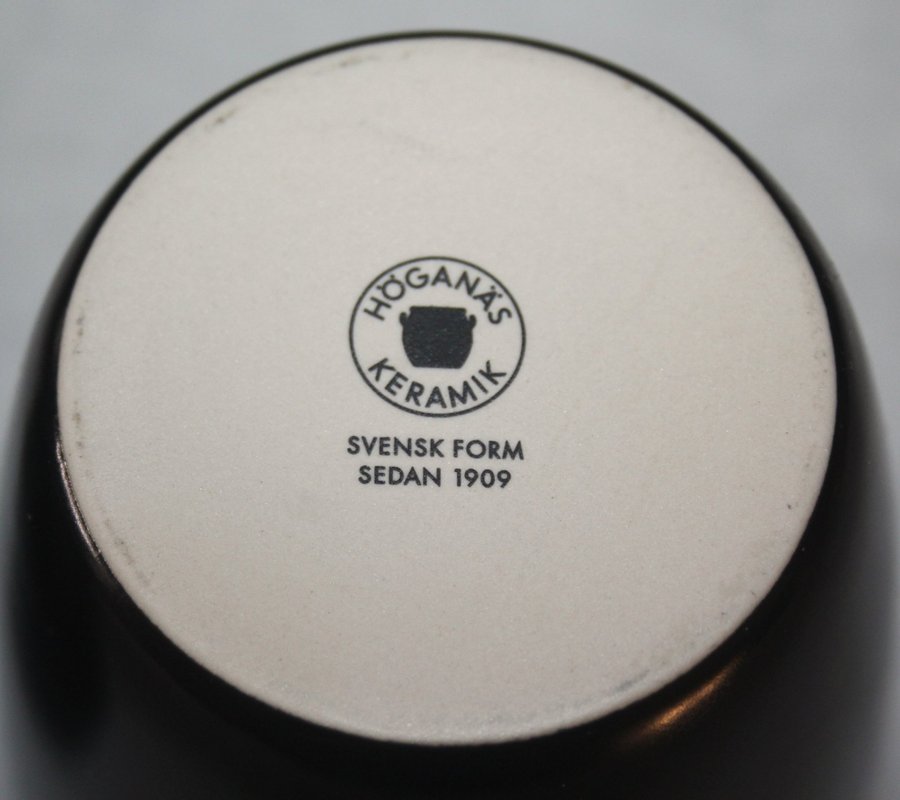 HÖGANÄS
KERAMIK
SVENSK FORM
SEDAN 1909